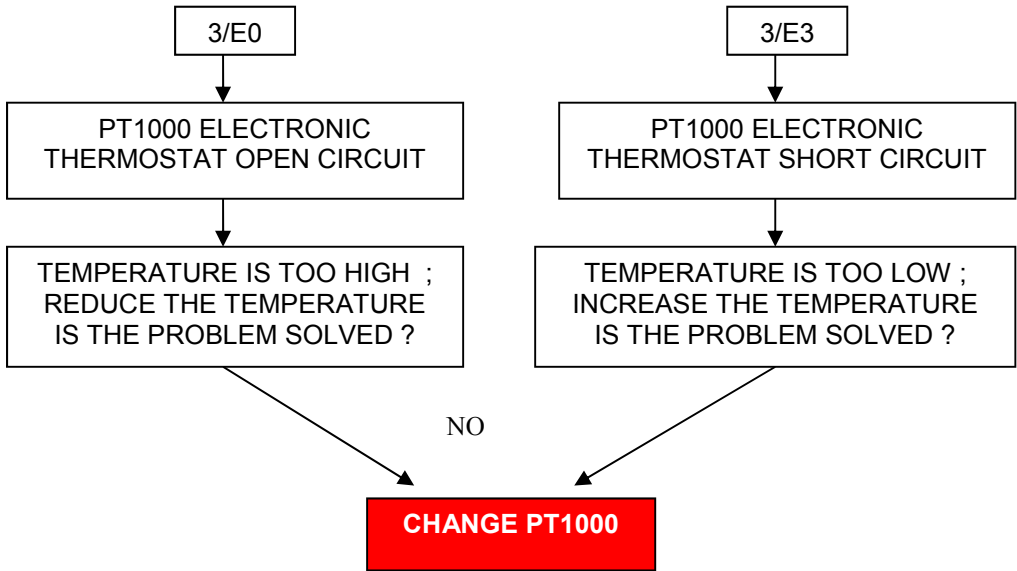 3/E0
PT1000 ELECTRONIC
THERMOSTAT OPEN CIRCUIT
TEMPERATURE IS TOO HIGH ;
REDUCE THE TEMPERATURE
IS THE PROBLEM SOLVED ?
3/E3
PT1000 ELECTRONIC
THERMOSTAT SHORT CIRCUIT
TEMPERATURE IS TOO LOW ;
INCREASE THE TEMPERATURE
IS THE PROBLEM SOLVED ?
NO
CHANGE PT1000